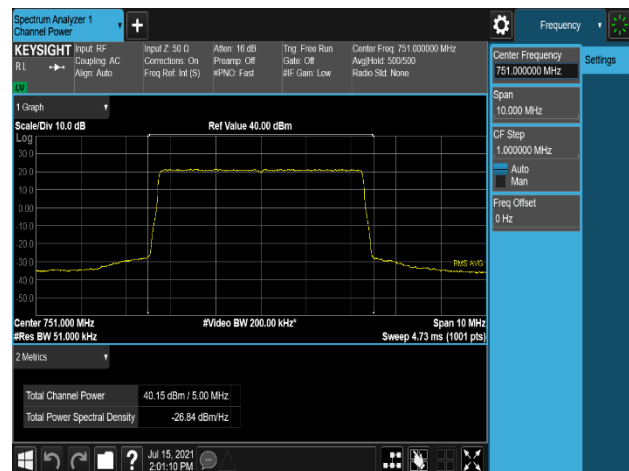 Spectrum Analyzer 1
Channel Power
Frequency
KEYSIGHT
RL
LV
Input: RF
Coupling: AC
Align: Auto
Input Z: 50 Ω
Corrections: On
Freq Ref: Int (S)
Atten: 16 dB
Preamp: Off
#PNO: Fast
Trig: Free Run
Gate: Off
#IF Gain: Low
Center Freq: 751.000000 MHz
Avg|Hold: 500/500
Radio Std: None
Center Frequency
751.000000 MHz
Settings
Span
10.000 MHz
CF Step
1.000000 MHz
Auto
Man
Freq Offset
0 Hz
1 Graph
Scale/Div 10.0 dB
Ref Value 40.00 dBm
Log
30.0
20.0
10.0
0.00
-10.0
-20.0
-30.0
-40.0
-50.0
RMS AVG
Center 751.000 MHz
#Video BW 200.00 kHz*
Span 10 MHz
#Res BW 51.000 kHz
Sweep 4.73 ms (1001 pts)
2 Metrics
Total Channel Power
40.15 dBm / 5.00 MHz
Total Power Spectral Density
-26.84 dBm/Hz
?
Jul 15, 2021
2:01:10 PM